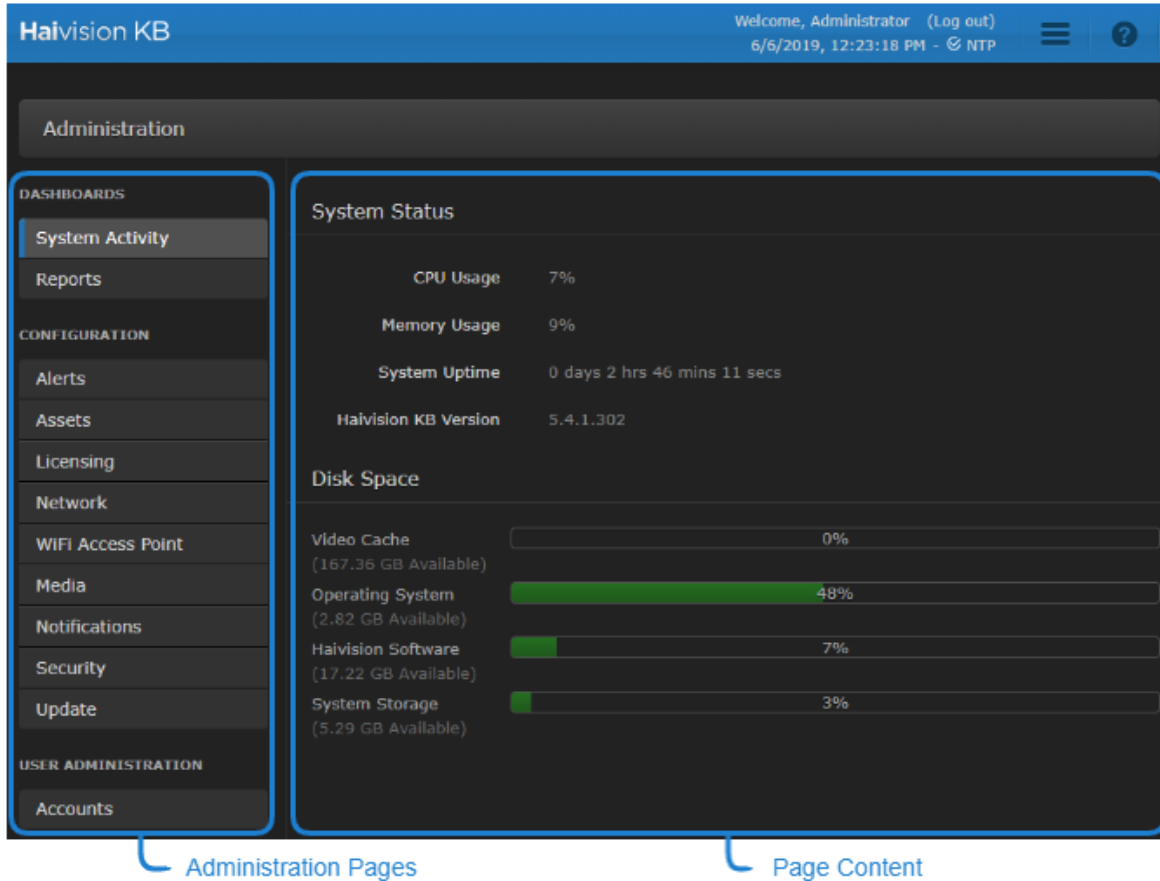 Haivision KB
Welcome, Administrator (Log out)
6/6/2019, 12:23:18 PM - NTP
Administration
DASHBOARDS
System Activity
Reports
CONFIGURATION
Alerts
Assets
Licensing
Network
WiFi Access Point
Media
Notifications
Security
Update
USER ADMINISTRATION
Accounts
System Status
CPU Usage 7%
Memory Usage 9%
System Uptime 0 days 2 hrs 46 mins 11 secs
Haivision KB Version 5.4.1.302
Disk Space
Video Cache 0%
(167.36 GB Available)
Operating System 48%
(2.82 GB Available)
Haivision Software 7%
(17.22 GB Available)
System Storage 3%
(5.29 GB Available)
Administration Pages
Page Content